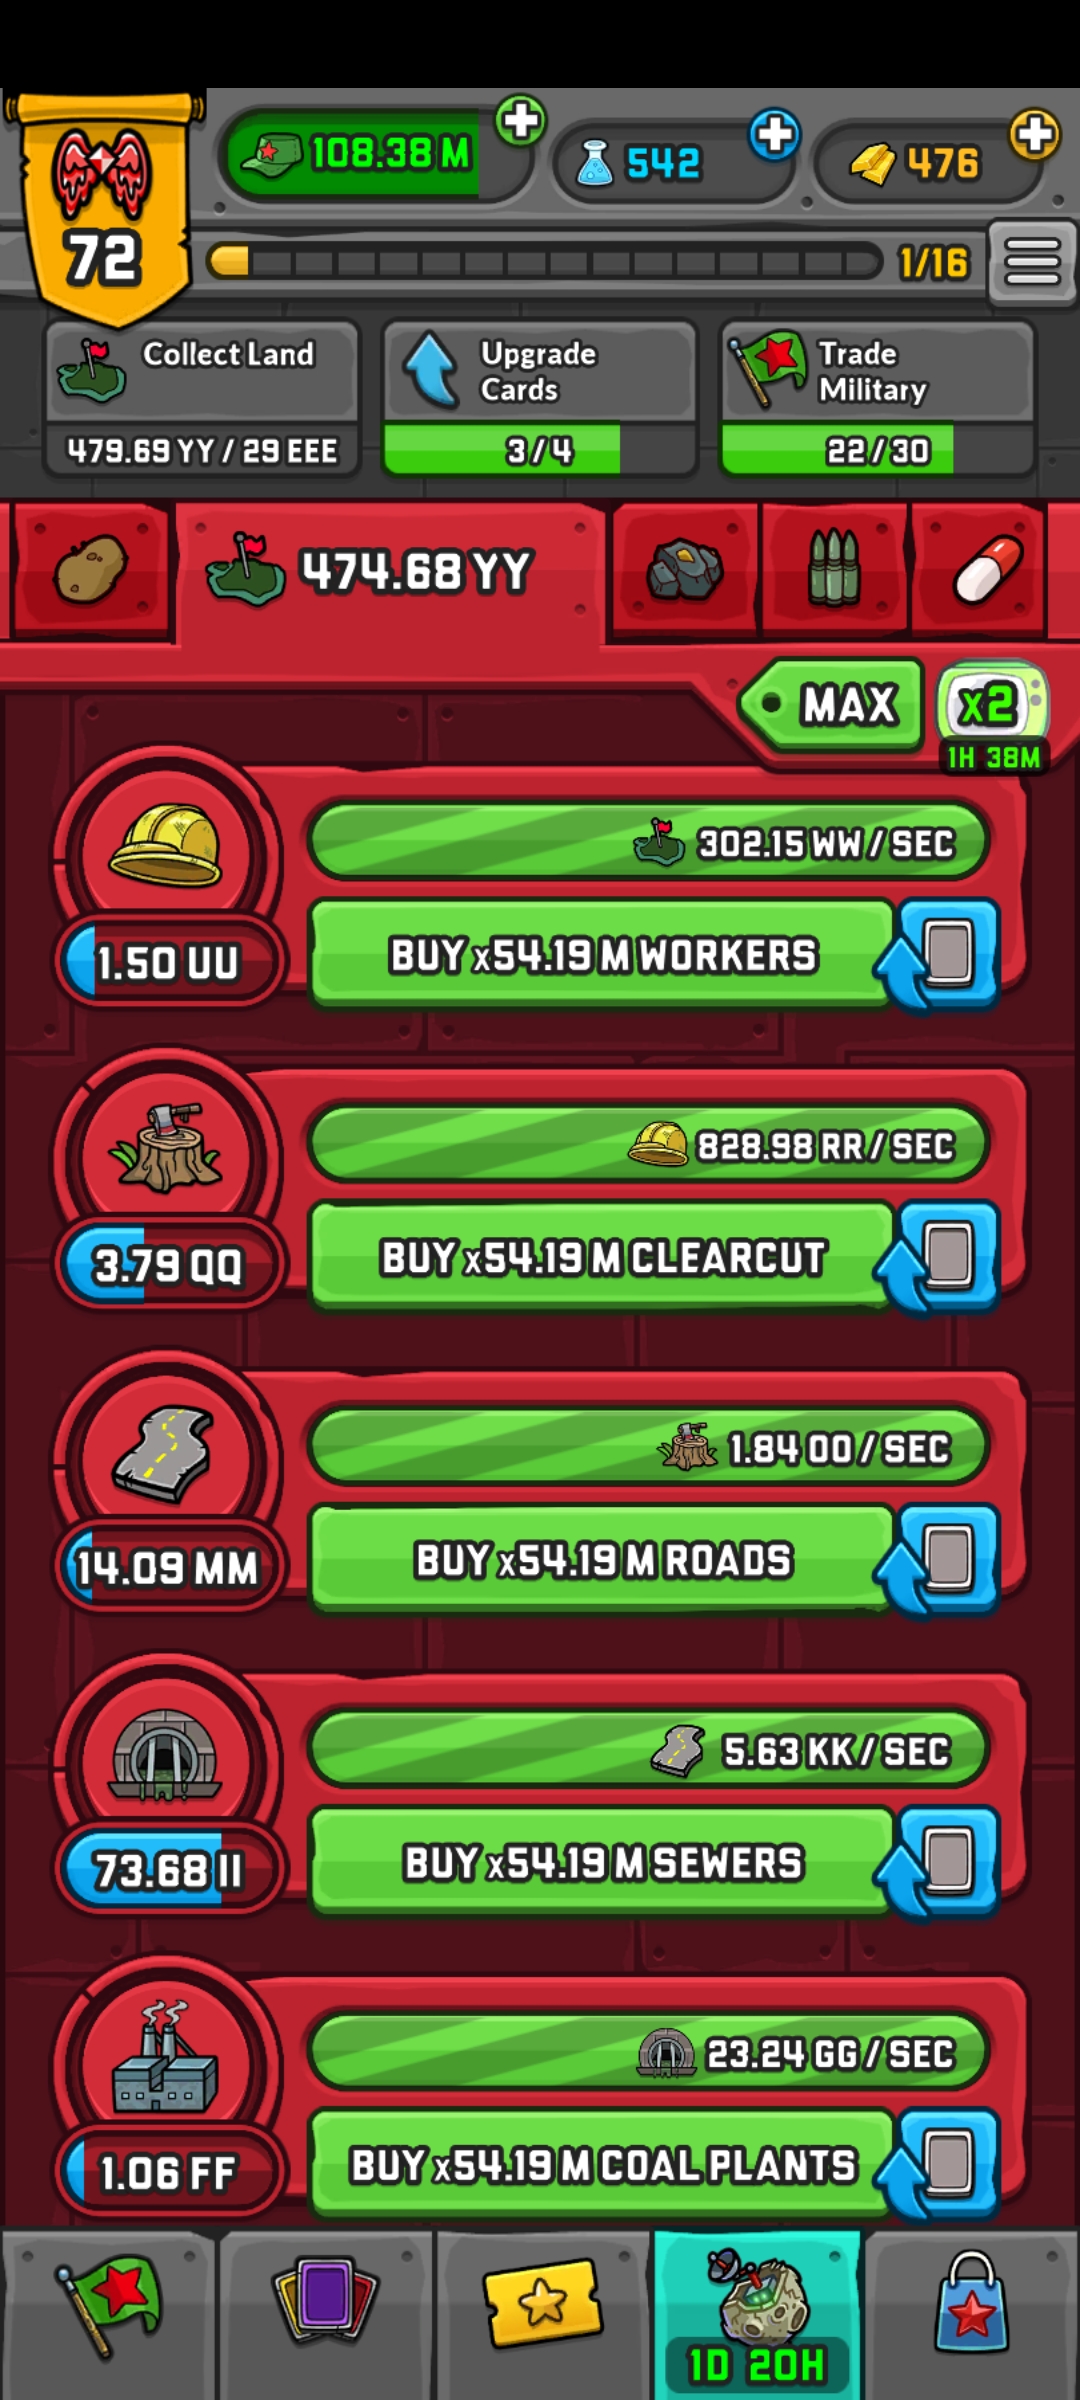 108.38 M
542
476
72
1/16
Collect Land
479.69 YY / 29 EEE
Upgrade
Cards
3/4
Trade
Military
22/30
474.68 YY
MAX
x2
1H 38M
302.15 WW / SEC
1.50 UU
BUY x54.19 M WORKERS
828.98 RR / SEC
3.79 QQ
BUY x54.19 M CLEARCUT
1.84 OO / SEC
14.09 MM
BUY x54.19 M ROADS
5.63 KK / SEC
73.68 II
BUY x54.19 M SEWERS
23.24 GG / SEC
1.06 FF
BUY x54.19 M COAL PLANTS
1D 20H